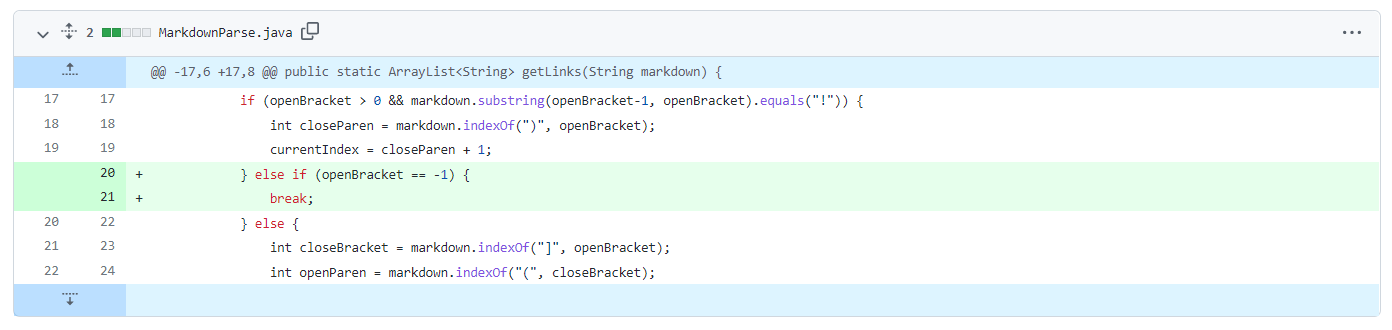 2 MarkdownParse.java
@@ -17,6 +17,8 @@ public static ArrayList<String> getLinks(String markdown) {
17 17 if (openBracket > 0 && markdown.substring(openBracket-1, openBracket).equals("!")) {
18 18 int closeParen = markdown.indexOf(")", openBracket);
19 19 currentIndex = closeParen + 1;
20 + } else if (openBracket == -1) {
21 + break;
20 22 } else {
21 23 int closeBracket = markdown.indexOf("]", openBracket);
22 24 int openParen = markdown.indexOf("(", closeBracket);